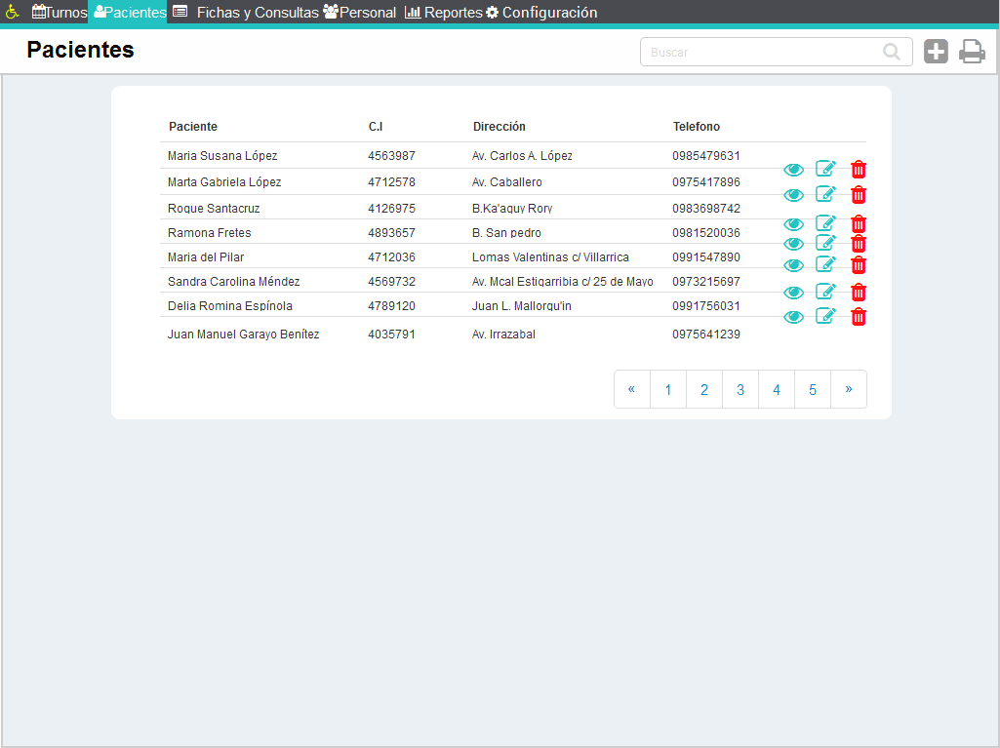 Turnos Pacientes Fichas y Consultas Personal Reportes Configuración
Pacientes
Buscar
Paciente C.I Dirección Telefono
Maria Susana López 4563987 Av. Carlos A. López 0985479631
Marta Gabriela López 4712578 Av. Caballero 0975417896
Roque Santacruz 4126975 B.Ka'aguy Rory 0983698742
Ramona Fretes 4893657 B. San pedro 0981520036
Maria del Pilar 4712036 Lomas Valentinas c/ Villarrica 0991547890
Sandra Carolina Méndez 4569732 Av. Mcal Estigarribia c/ 25 de Mayo 0973215697
Delia Romina Espínola 4789120 Juan L. Mallorqu'in 0991756031
Juan Manuel Garayo Benítez 4035791 Av. Irrazabal 0975641239
« 1 2 3 4 5 »